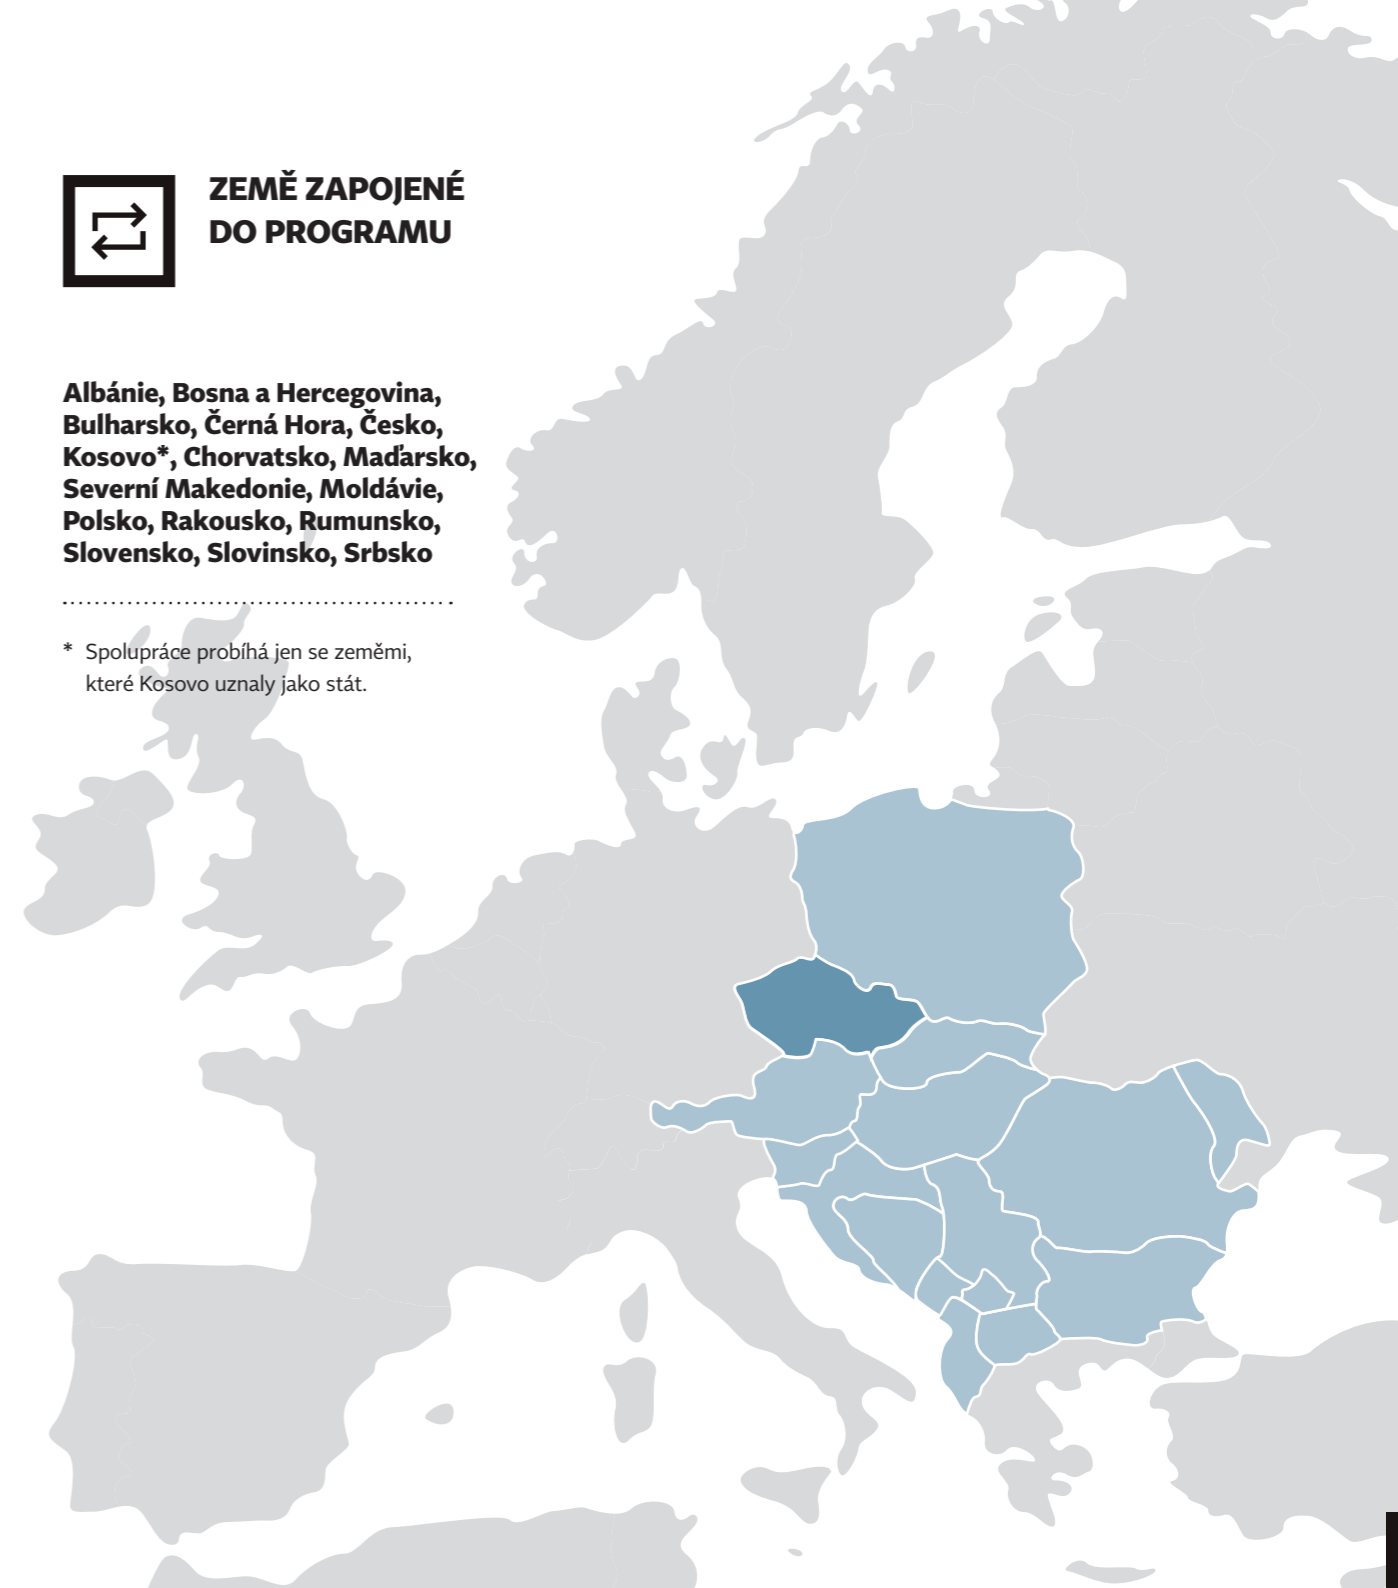 ZEMĚ ZAPOJENÉ
DO PROGRAMU
Albánie, Bosna a Hercegovina,
Bulharsko, Černá Hora, Česko,
Kosovo*, Chorvatsko, Maďarsko,
Severní Makedonie, Moldávie,
Polsko, Rakousko, Rumunsko,
Slovensko, Slovinsko, Srbsko
* Spolupráce probíhá jen se zeměmi,
které Kosovo uznaly jako stát.